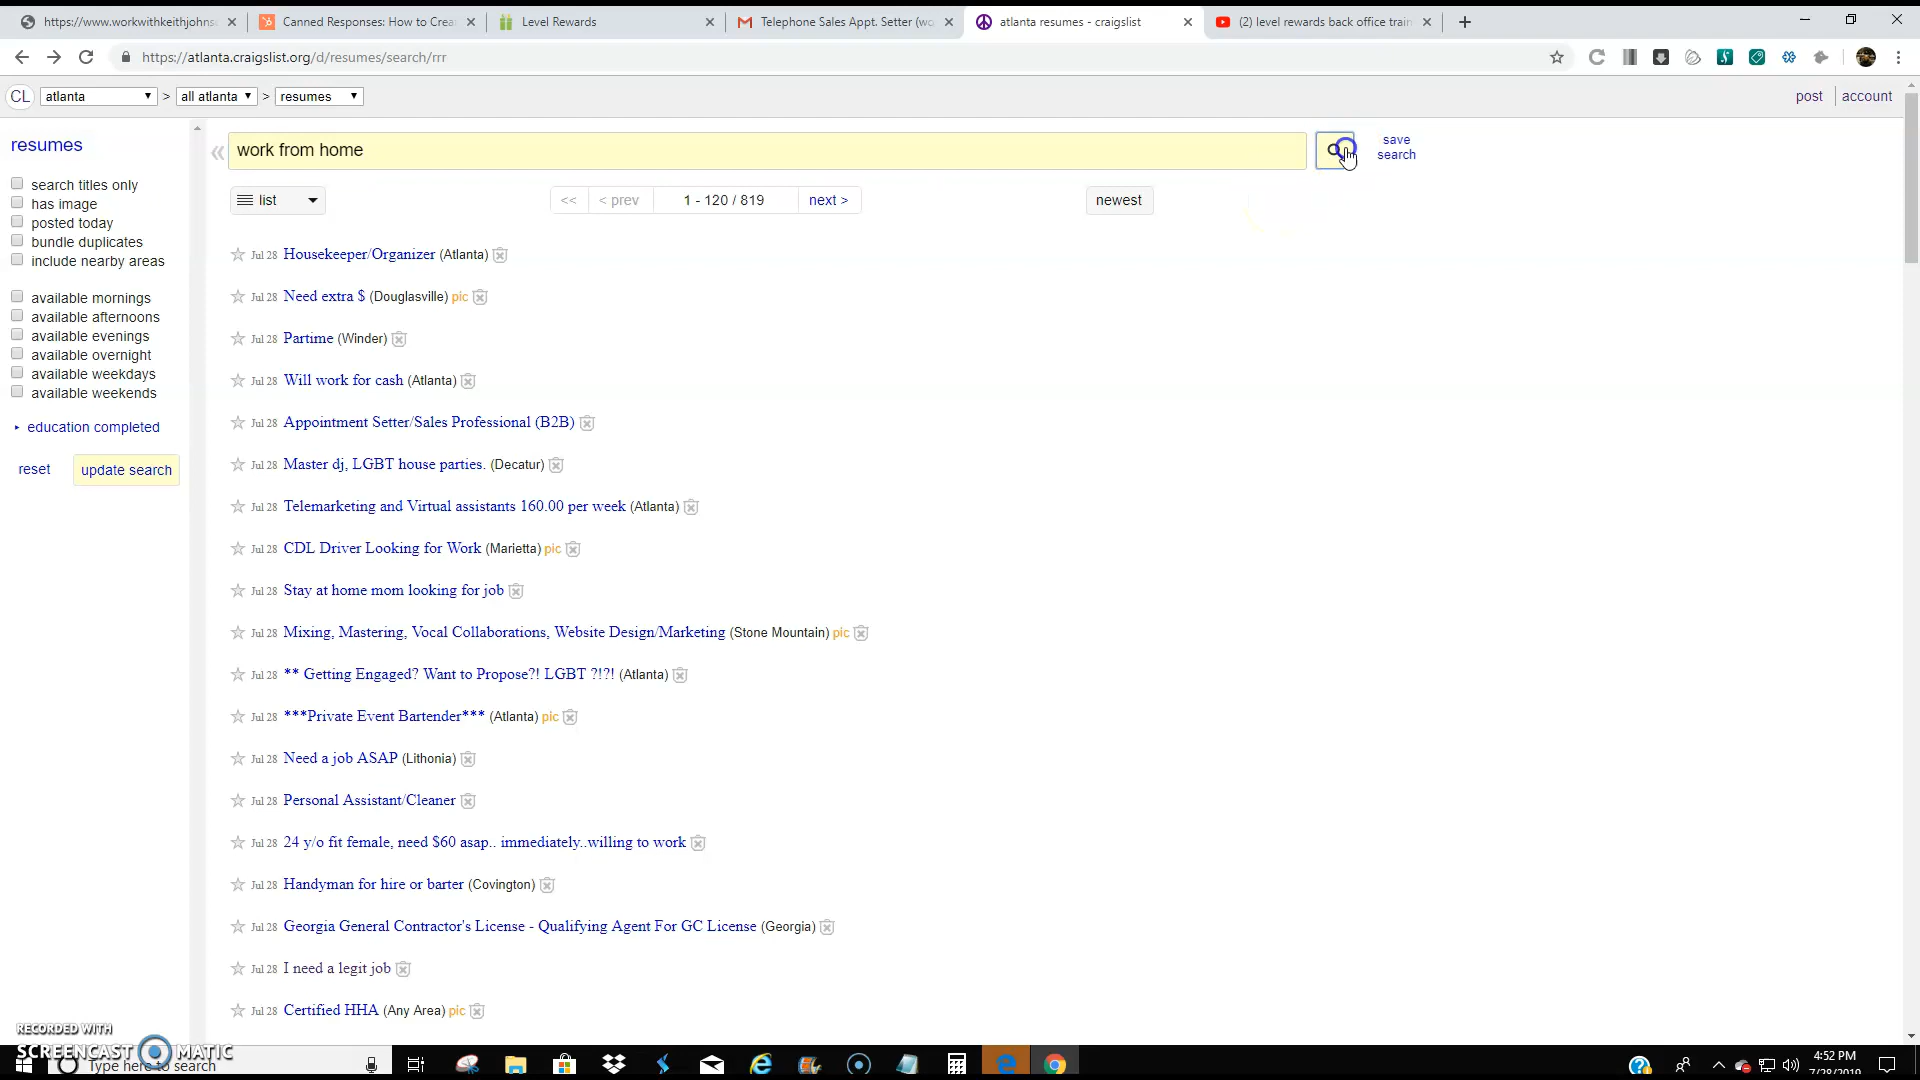 https://www.workwithkeithjohns
Canned Responses: How to Crea
Level Rewards
Telephone Sales Appt. Setter (wo
atlanta resumes - craigslist
(2) level rewards back office train
https://atlanta.craigslist.org/d/resumes/search/rrr
CL atlanta > all atlanta > resumes
post account
resumes
work from home
save
search
search titles only
has image
posted today
bundle duplicates
include nearby areas
available mornings
available afternoons
available evenings
available overnight
available weekdays
available weekends
education completed
reset update search
list << < prev 1 - 120 / 819 next > newest
Jul 28 Housekeeper/Organizer (Atlanta)
Jul 28 Need extra $ (Douglasville) pic
Jul 28 Partime (Winder)
Jul 28 Will work for cash (Atlanta)
Jul 28 Appointment Setter/Sales Professional (B2B)
Jul 28 Master dj, LGBT house parties. (Decatur)
Jul 28 Telemarketing and Virtual assistants 160.00 per week (Atlanta)
Jul 28 CDL Driver Looking for Work (Marietta) pic
Jul 28 Stay at home mom looking for job
Jul 28 Mixing, Mastering, Vocal Collaborations, Website Design/Marketing (Stone Mountain) pic
Jul 28 ** Getting Engaged? Want to Propose?! LGBT ?!?! (Atlanta)
Jul 28 ***Private Event Bartender*** (Atlanta) pic
Jul 28 Need a job ASAP (Lithonia)
Jul 28 Personal Assistant/Cleaner
Jul 28 24 y/o fit female, need $60 asap.. immediately..willing to work
Jul 28 Handyman for hire or barter (Covington)
Jul 28 Georgia General Contractor's License - Qualifying Agent For GC License (Georgia)
Jul 28 I need a legit job
Jul 28 Certified HHA (Any Area) pic
RECORDED WITH
SCREENCAST MATIC
Type here to search
4:52 PM
7/28/2019